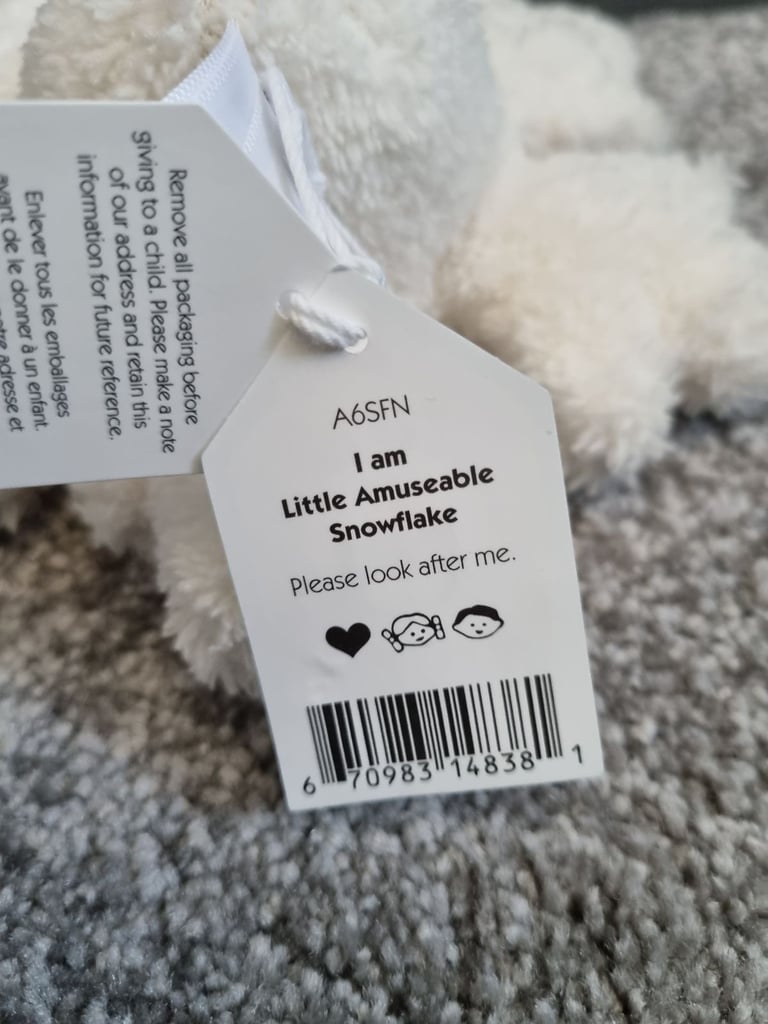 Remove all packaging before
giving to a child. Please make a note
of our address and retain this
information for future reference.
Enlever tous les emballages
avant de le donner à un enfant.
adresse et
A6SFN
I am
Little Amuseable
Snowflake
Please look after me.
6 70983 14838 1